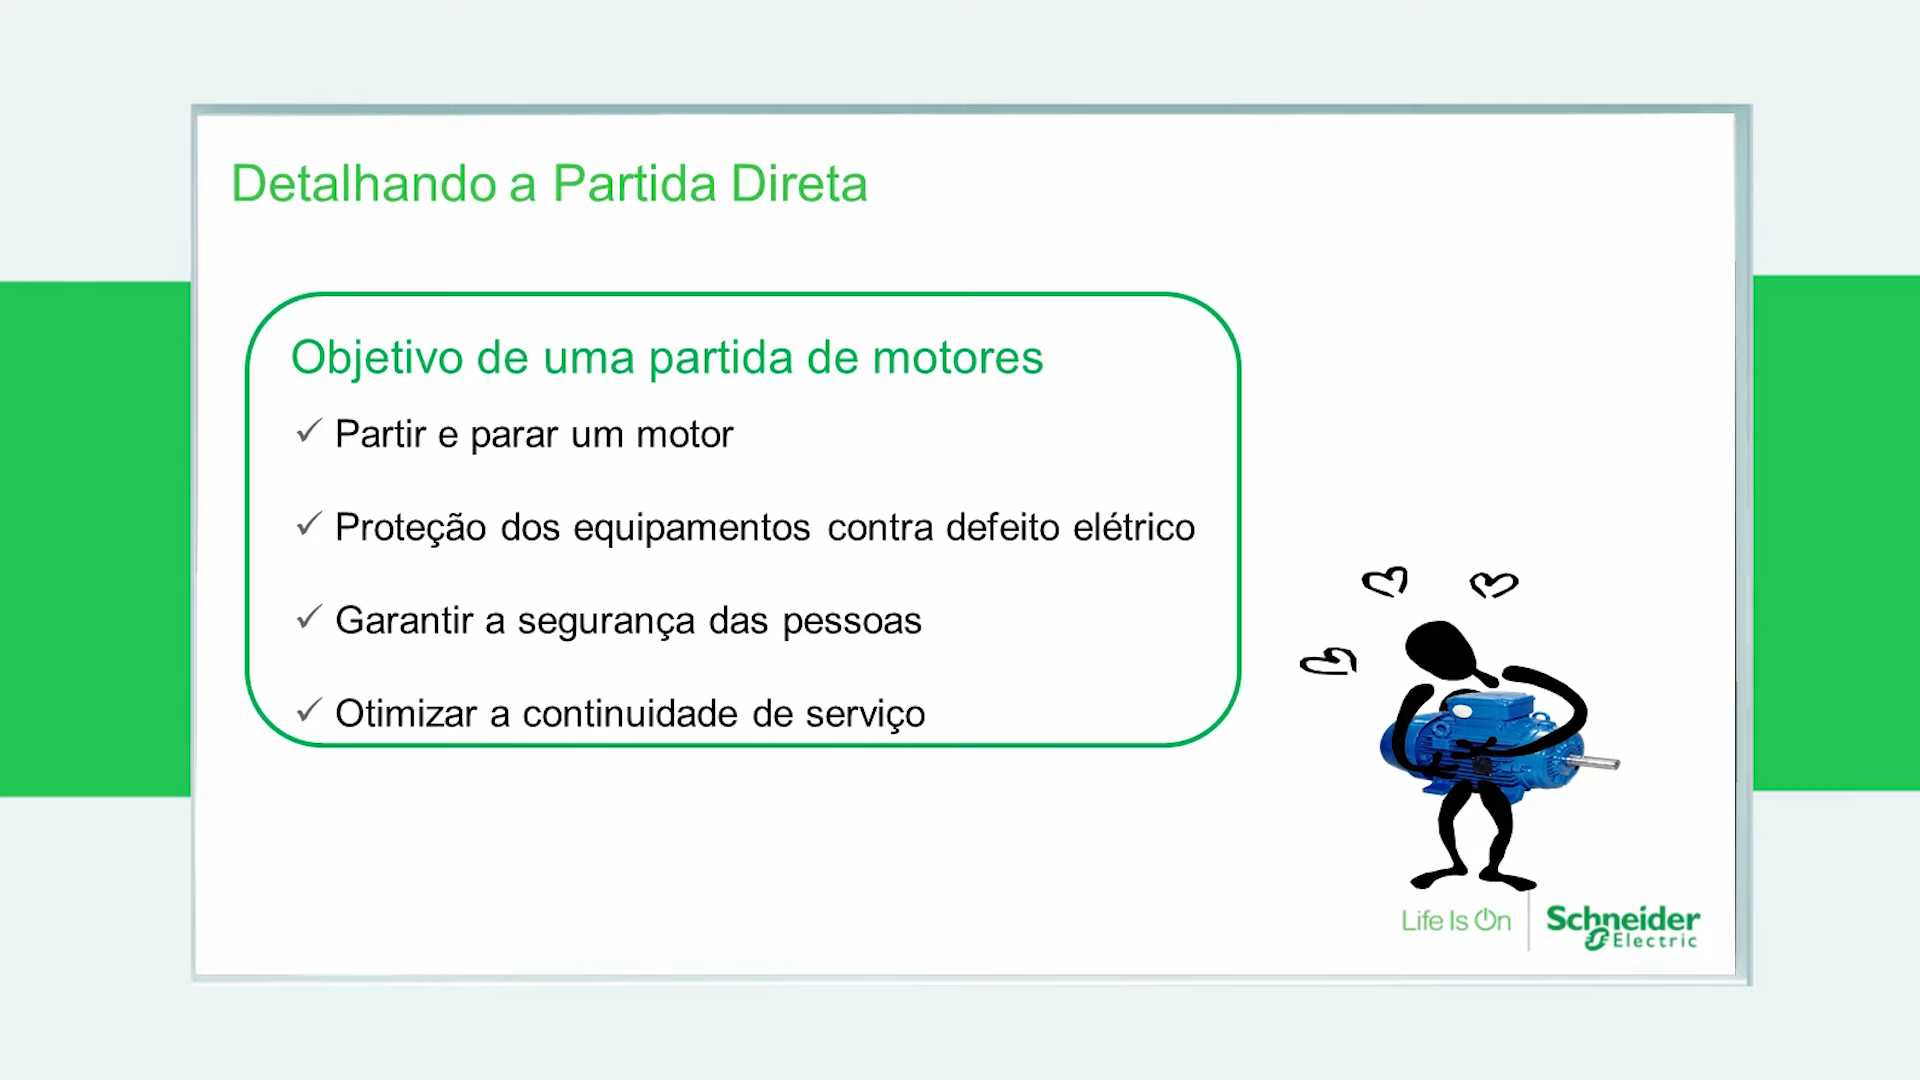 Detalhando a Partida Direta
Objetivo de uma partida de motores
✓ Partir e parar um motor
✓ Proteção dos equipamentos contra defeito elétrico
✓ Garantir a segurança das pessoas
✓ Otimizar a continuidade de serviço
Life Is On
Schneider
Electric